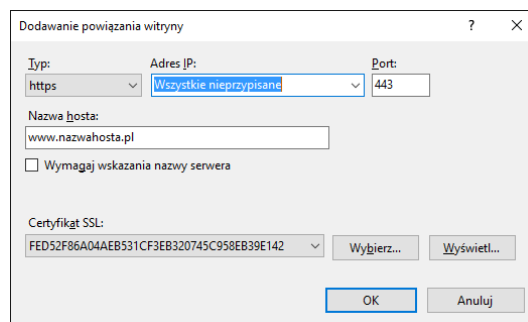 Dodawanie powiązania witryny
Typ: Adres IP: Port:
https Wszystkie nieprzypisane 443
Nazwa hosta:
www.nazwahosta.pl
Wymagaj wskazania nazwy serwera
Certyfikat SSL:
FED52F86A04AEB531CF3EB320745C958EB39E142 Wybierz... Wyświetl...
OK Anuluj